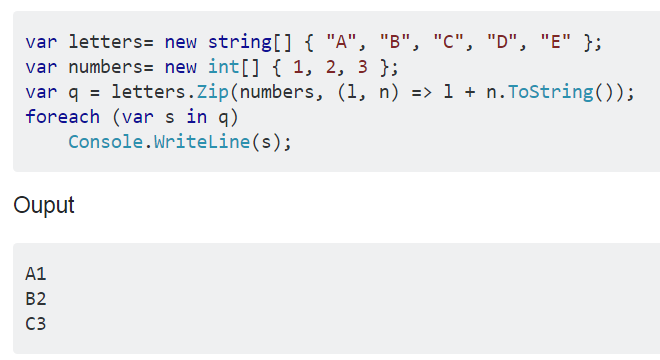 var letters= new string[] { "A", "B", "C", "D", "E" };
var numbers= new int[] { 1, 2, 3 };
var q = letters.Zip(numbers, (l, n) => l + n.ToString());
foreach (var s in q)
    Console.WriteLine(s);
Ouput
A1
B2
C3